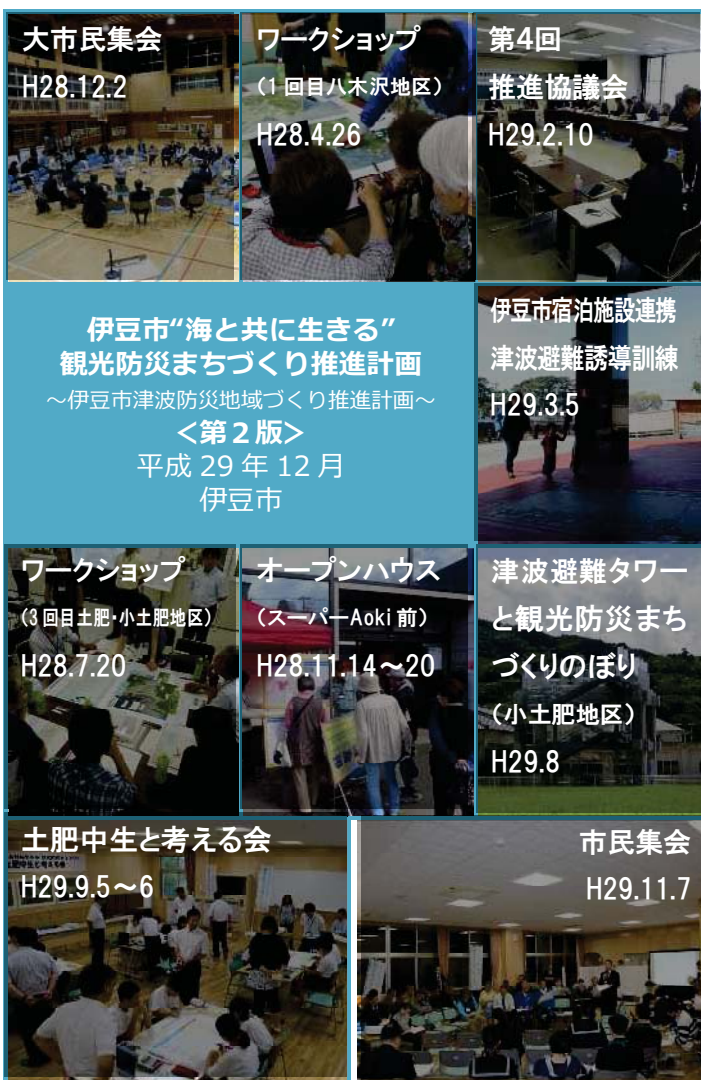 大市民集会
H28.12.2
ワークショップ
（1回目八木沢地区）
H28.4.26
第4回
推進協議会
H29.2.10
伊豆市“海と共に生きる”
観光防災まちづくり推進計画
～伊豆市津波防災地域づくり推進計画～
＜第２版＞
平成 29 年 12 月
伊豆市
伊豆市宿泊施設連携
津波避難誘導訓練
H29.3.5
ワークショップ
（3回目土肥・小土肥地区）
H28.7.20
オープンハウス
（スーパーAoki 前）
H28.11.14～20
津波避難タワー
と観光防災まち
づくりのぼり
（小土肥地区）
H29.8
土肥中生と考える会
H29.9.5～6
土肥中生と考える会
市民集会
H29.11.7